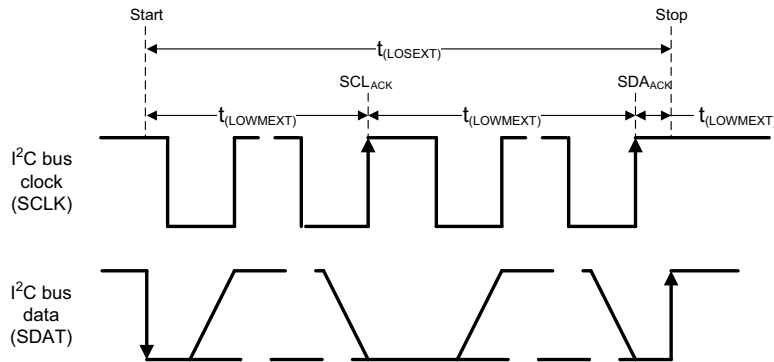 Start Stop
t(LOSEXT)
SCLACK SDAACK
t(LOWMEXT) t(LOWMEXT) t(LOWMEXT)
I2C bus
clock
(SCLK)
I2C bus
data
(SDAT)